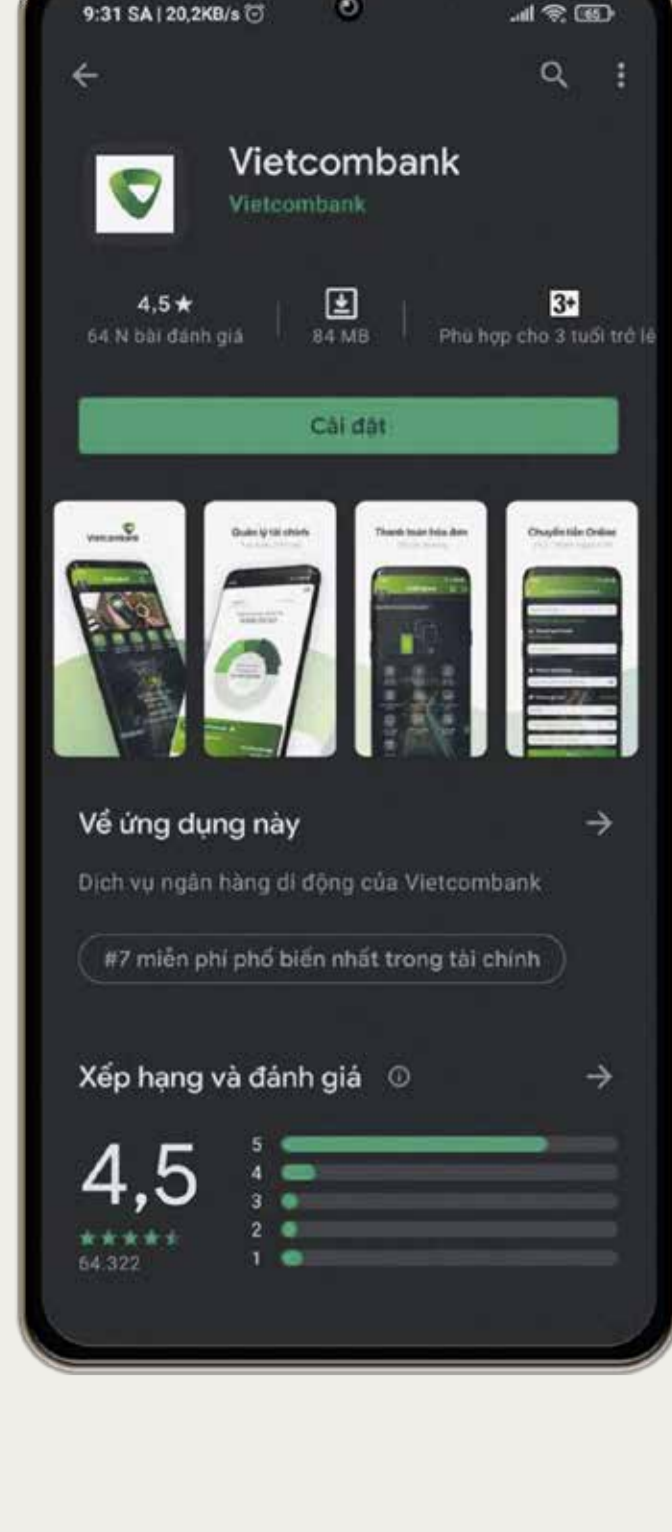 9:31 SA | 20,2KB/s
65
Vietcombank
Vietcombank
4,5 ★
64 N bài đánh giá
84 MB
3+
Phù hợp cho 3 tuổi trở lê
Cài đặt
Vietcombank
Quản lý tài chính
Thanh toán hóa đơn
Chuyển tiền Online
Về ứng dụng này
Dịch vụ ngân hàng di động của Vietcombank
#7 miễn phí phổ biến nhất trong tài chính
Xếp hạng và đánh giá
4,5
64.322
5
4
3
2
1